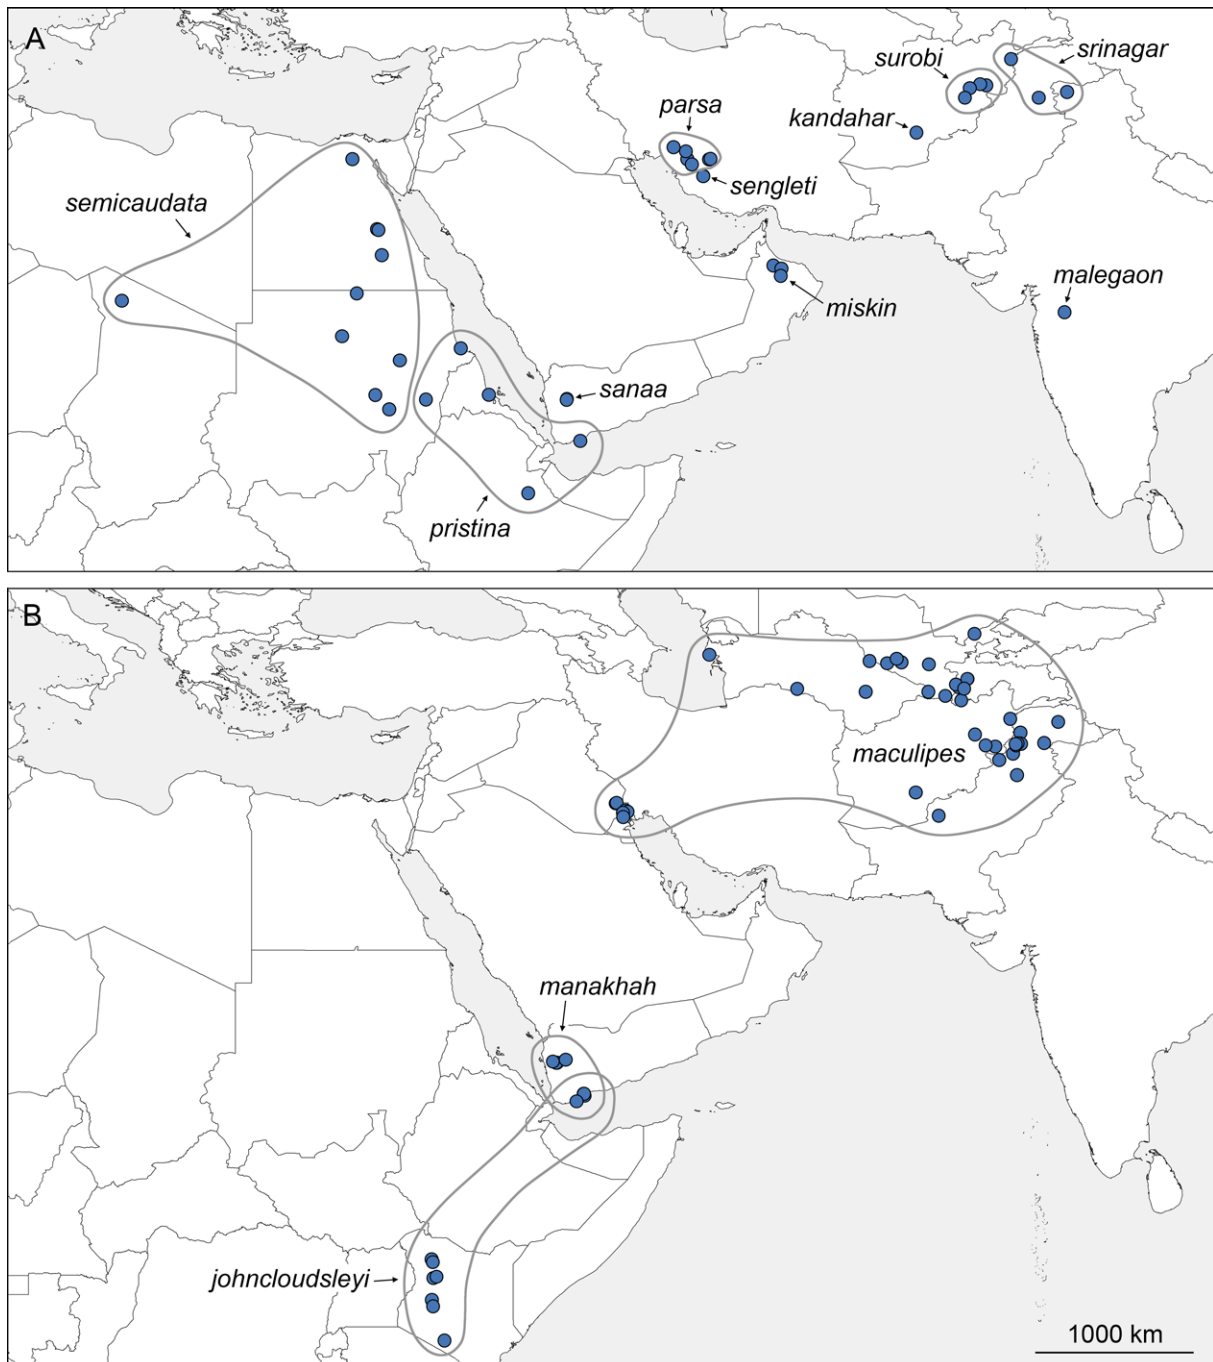 A
surobi
srinagar
parsa
kandahar
sengleti
semicaudata
malegaon
miskin
sanaa
pristina
B
maculipes
manakhah
johncloudsleyi
1000 km